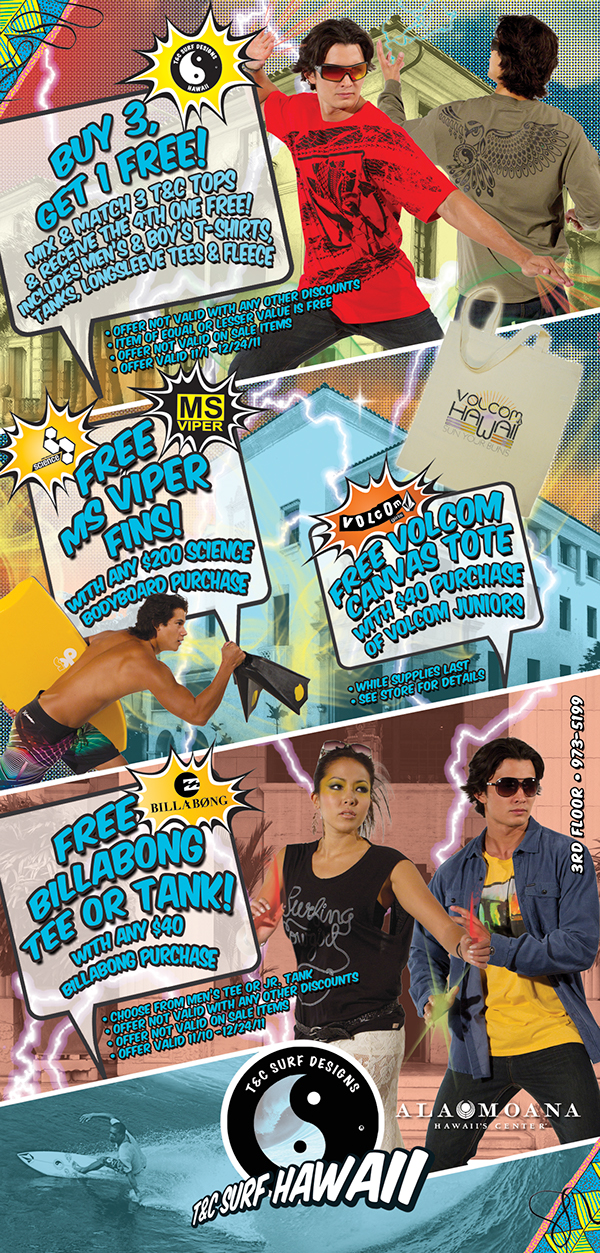 T&C SURF DESIGNS
HAWAII
BUY 3,
GET 1 FREE!
MIX & MATCH 3 T&C TOPS
& RECEIVE THE 4TH ONE FREE!
INCLUDES MEN'S & BOY'S T-SHIRTS,
TANKS, LONGSLEEVE TEES & FLEECE
• OFFER NOT VALID WITH ANY OTHER DISCOUNTS
• ITEM OF EQUAL OR LESSER VALUE IS FREE
• OFFER NOT VALID ON SALE ITEMS
• OFFER VALID 11/1 - 12/24/11
VOLCOM
HAWAII
SUN YOUR BUNS
science
MS
VIPER
FREE
MS VIPER
FINS!
WITH ANY $200 SCIENCE
BODYBOARD PURCHASE
VOLCOM
FREE VOLCOM
CANVAS TOTE
WITH $40 PURCHASE
OF VOLCOM JUNIORS
• WHILE SUPPLIES LAST
• SEE STORE FOR DETAILS
3RD FLOOR • 973-5199
BILLABONG
FREE
BILLABONG
TEE OR TANK!
WITH ANY $40
BILLABONG PURCHASE
• CHOOSE FROM MEN'S TEE OR JR. TANK
• OFFER NOT VALID WITH ANY OTHER DISCOUNTS
• OFFER NOT VALID ON SALE ITEMS
• OFFER VALID 11/10 - 12/24/11
T&C SURF DESIGNS
T&C SURF HAWAII
ALA MOANA
HAWAII'S CENTER